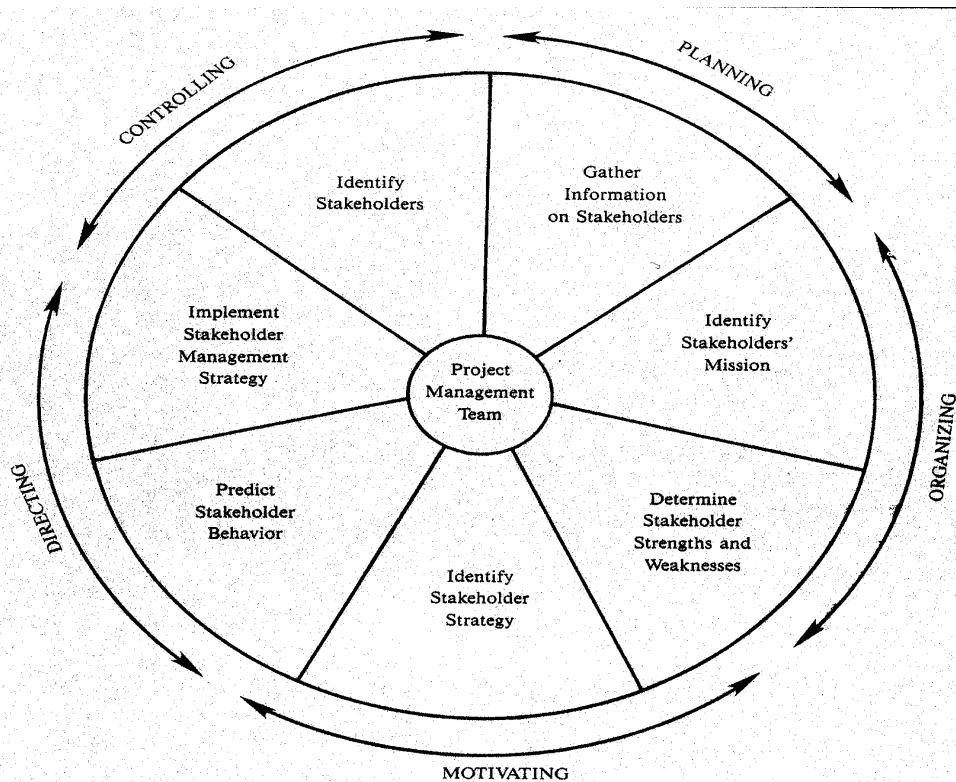 CONTROLLING
PLANNING
Identify
Stakeholders
Gather
Information
on Stakeholders
Implement
Stakeholder
Management
Strategy
Project
Management
Team
Identify
Stakeholders'
Mission
DIRECTING
ORGANIZING
Predict
Stakeholder
Behavior
Identify
Stakeholder
Strategy
Determine
Stakeholder
Strengths and
Weaknesses
MOTIVATING